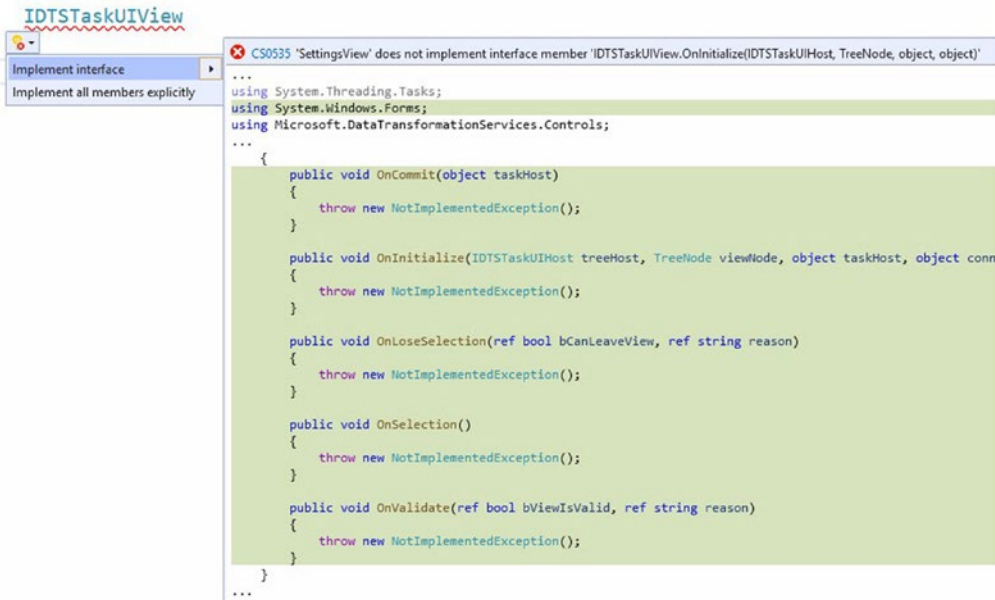 IDTSTaskUIView
Implement interface
Implement all members explicitly
CS0535 'SettingsView' does not implement interface member 'IDTSTaskUIView.OnInitialize(IDTSTaskUIHost, TreeNode, object, object)'
...
using System.Threading.Tasks;
using System.Windows.Forms;
using Microsoft.DataTransformationServices.Controls;
...
{
public void OnCommit(object taskHost)
{
throw new NotImplementedException();
}
public void OnInitialize(IDTSTaskUIHost treeHost, TreeNode viewNode, object taskHost, object conn
{
throw new NotImplementedException();
}
public void OnLoseSelection(ref bool bCanLeaveView, ref string reason)
{
throw new NotImplementedException();
}
public void OnSelection()
{
throw new NotImplementedException();
}
public void OnValidate(ref bool bViewIsValid, ref string reason)
{
throw new NotImplementedException();
}
}
...